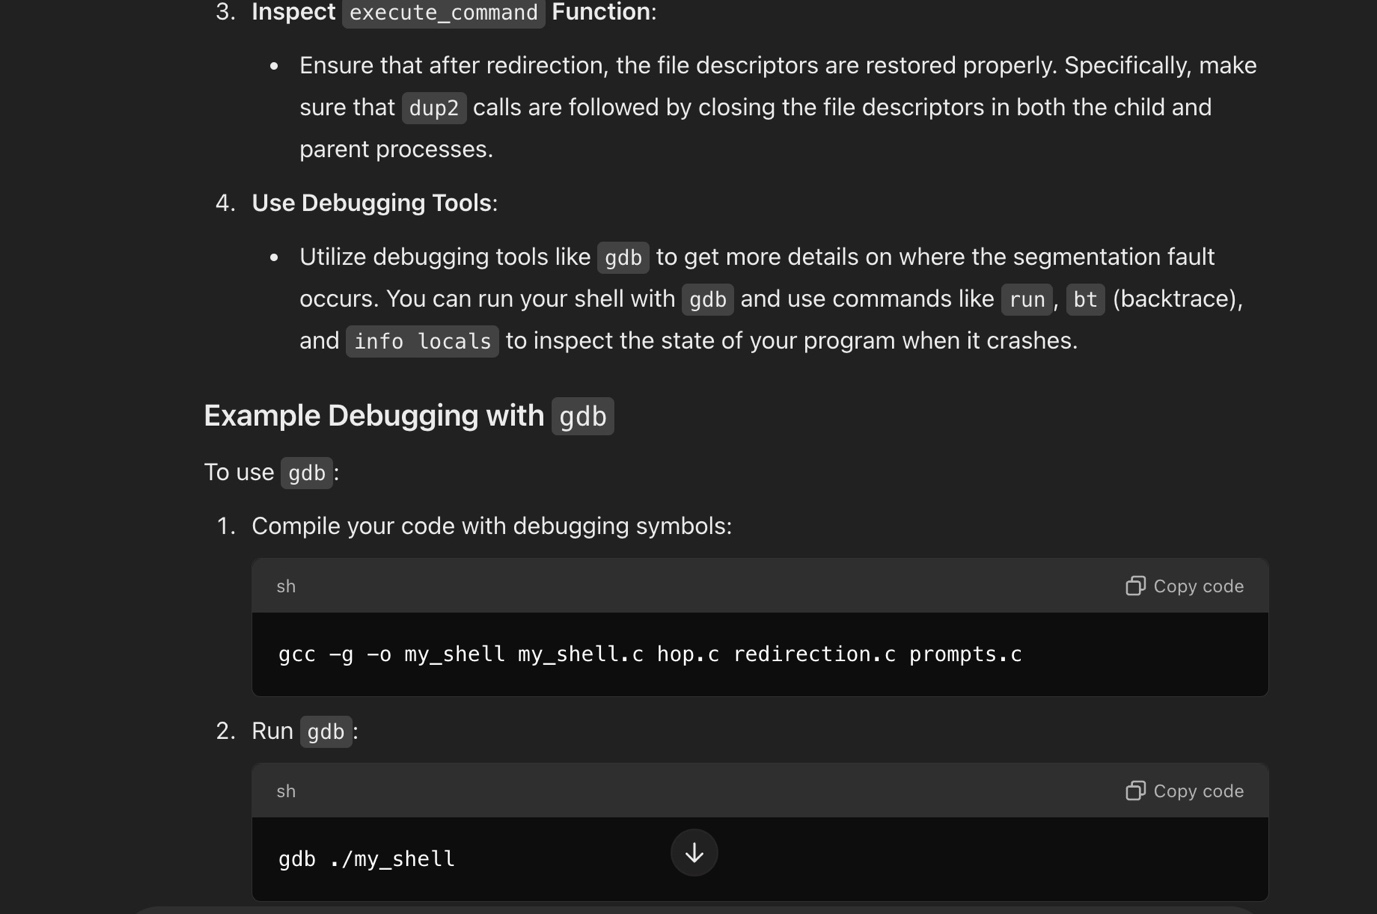 3. Inspect execute_command Function:
• Ensure that after redirection, the file descriptors are restored properly. Specifically, make
sure that dup2 calls are followed by closing the file descriptors in both the child and
parent processes.
4. Use Debugging Tools:
• Utilize debugging tools like gdb to get more details on where the segmentation fault
occurs. You can run your shell with gdb and use commands like run, bt (backtrace),
and info locals to inspect the state of your program when it crashes.
Example Debugging with gdb
To use gdb:
1. Compile your code with debugging symbols:
sh Copy code
gcc -g -o my_shell my_shell.c hop.c redirection.c prompts.c
2. Run gdb:
sh Copy code
gdb ./my_shell